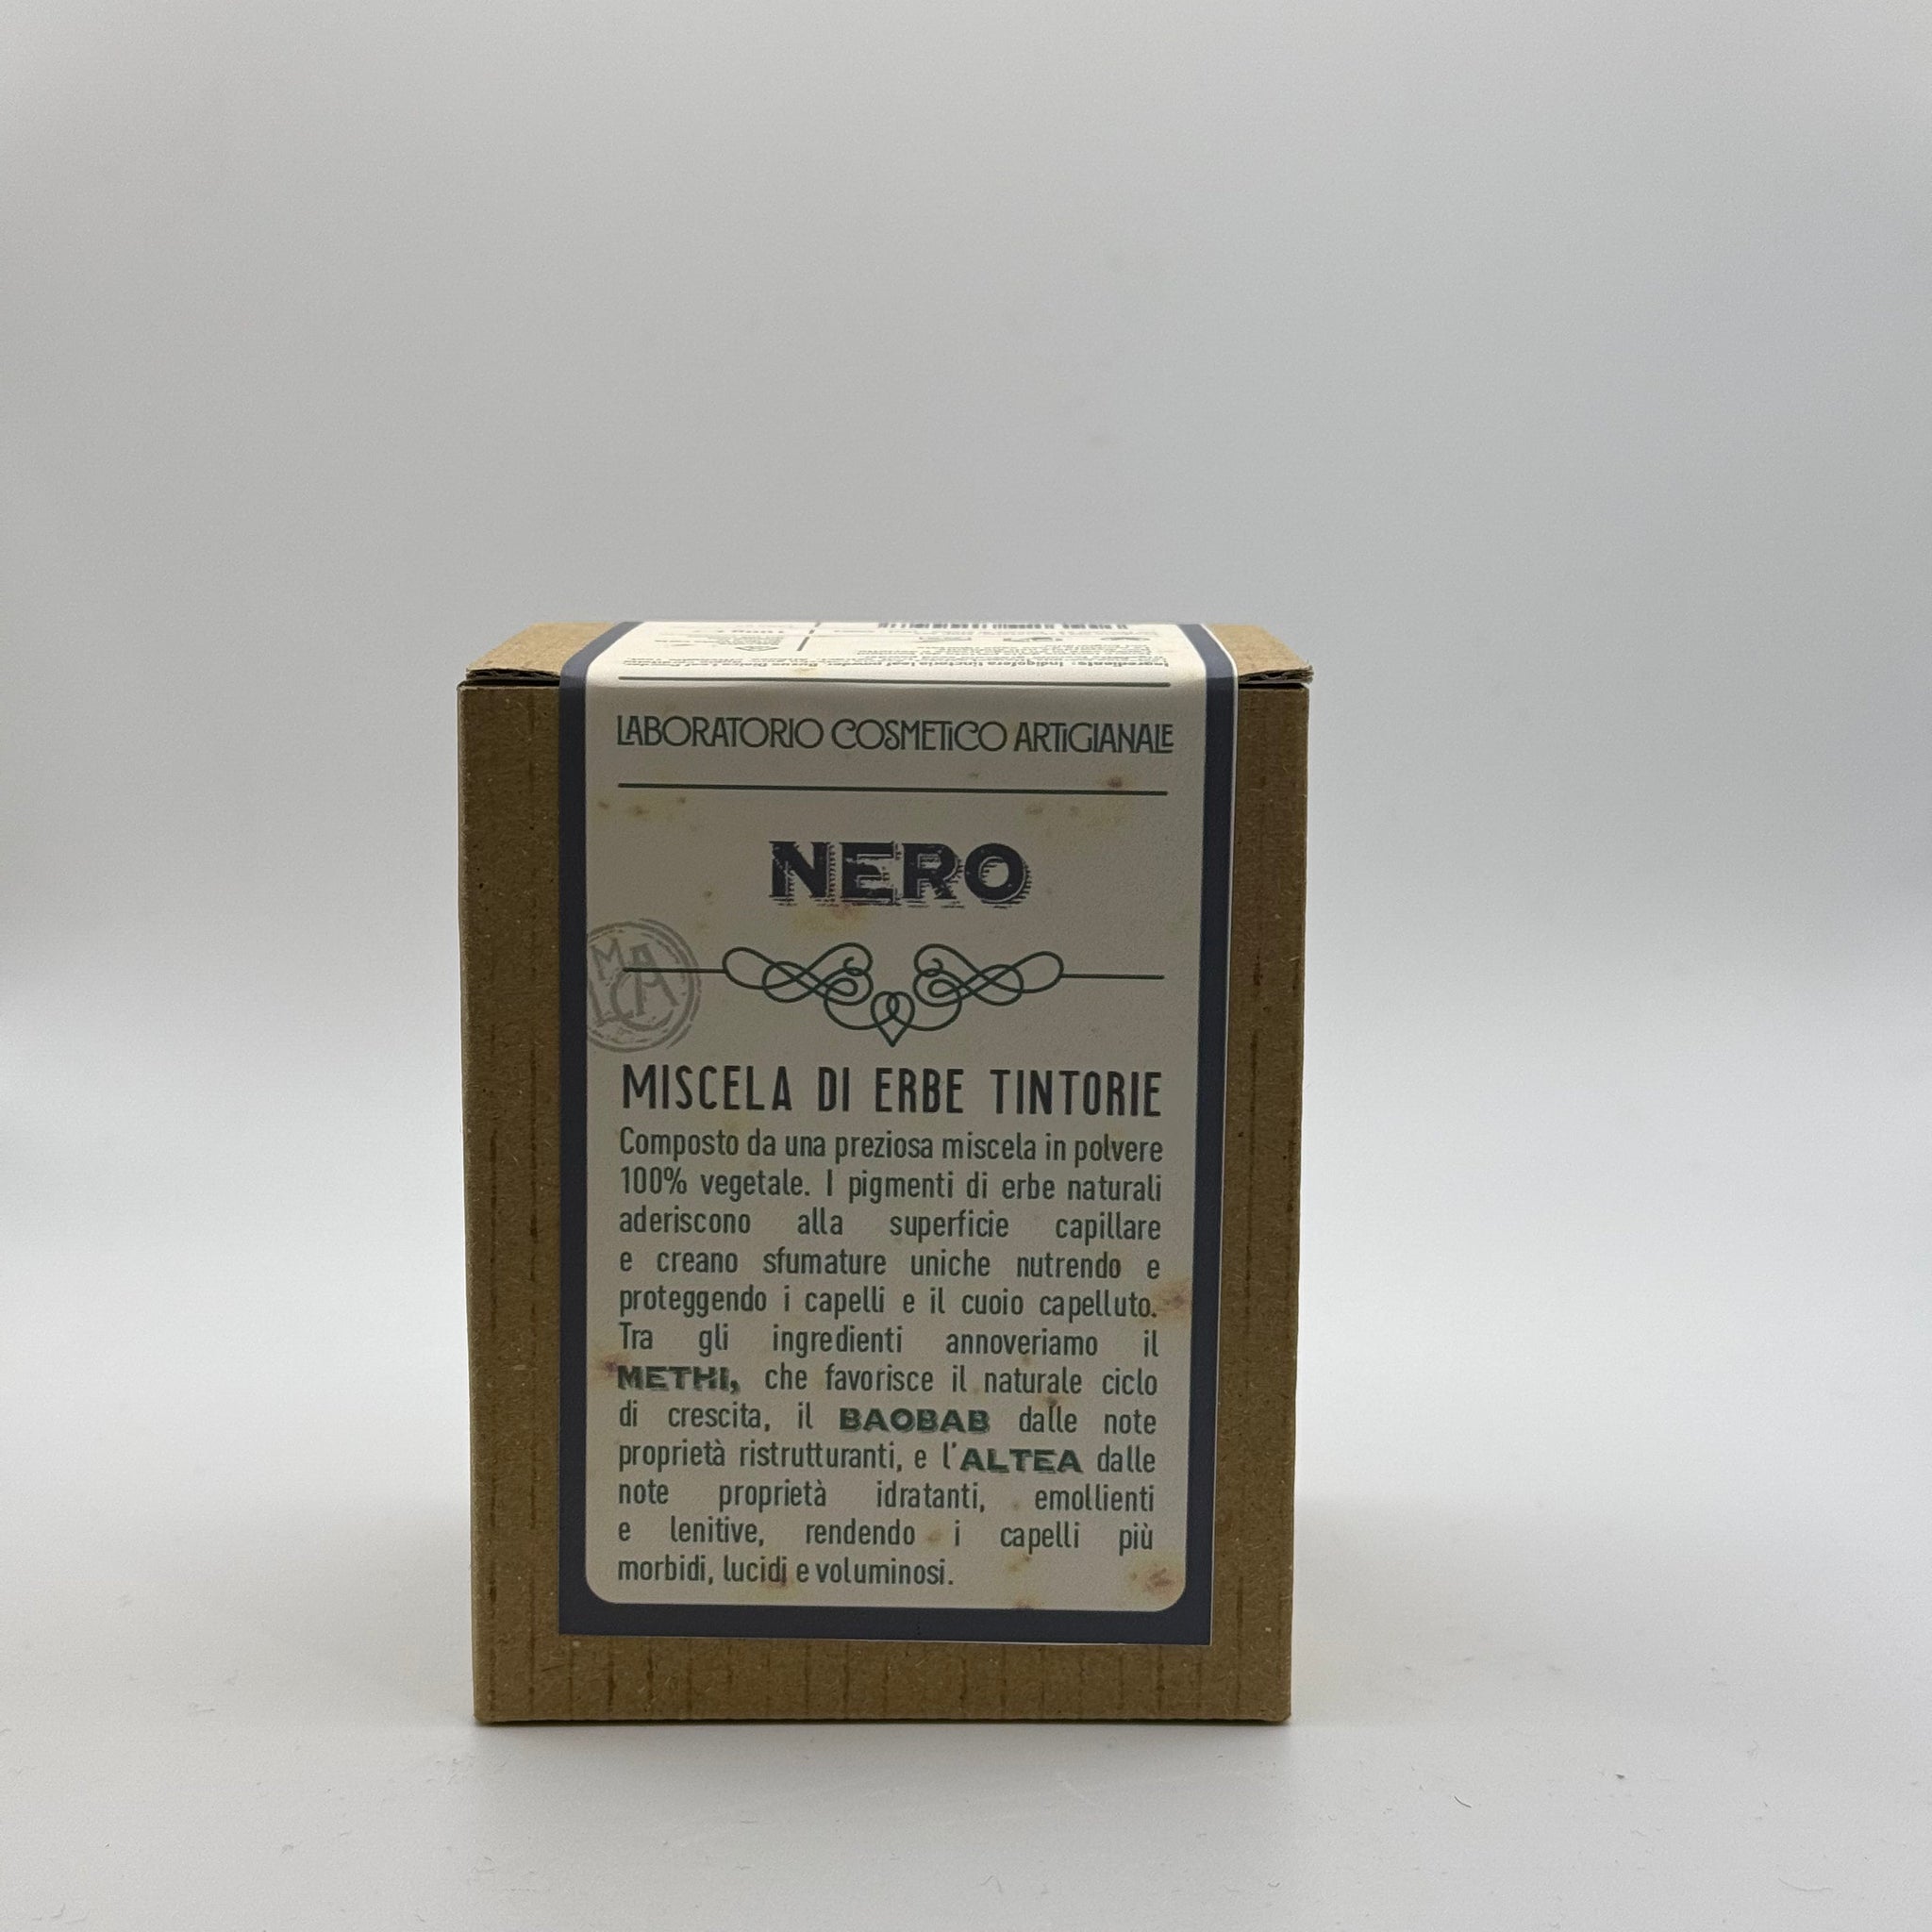 LABORATORIO COSMETICO ARTIGIANALE
NERO
MALCA
MISCELA DI ERBE TINTORIE
Composto da una preziosa miscela in polvere
100% vegetale. I pigmenti di erbe naturali
aderiscono alla superficie capillare
e creano sfumature uniche nutrendo e
proteggendo i capelli e il cuoio capelluto.
Tra gli ingredienti annoveriamo il
METHI, che favorisce il naturale ciclo
di crescita, il BAOBAB dalle note
proprietà ristrutturanti, e l'ALTEA dalle
note proprietà idratanti, emollienti
e lenitive, rendendo i capelli più
morbidi, lucidi e voluminosi.